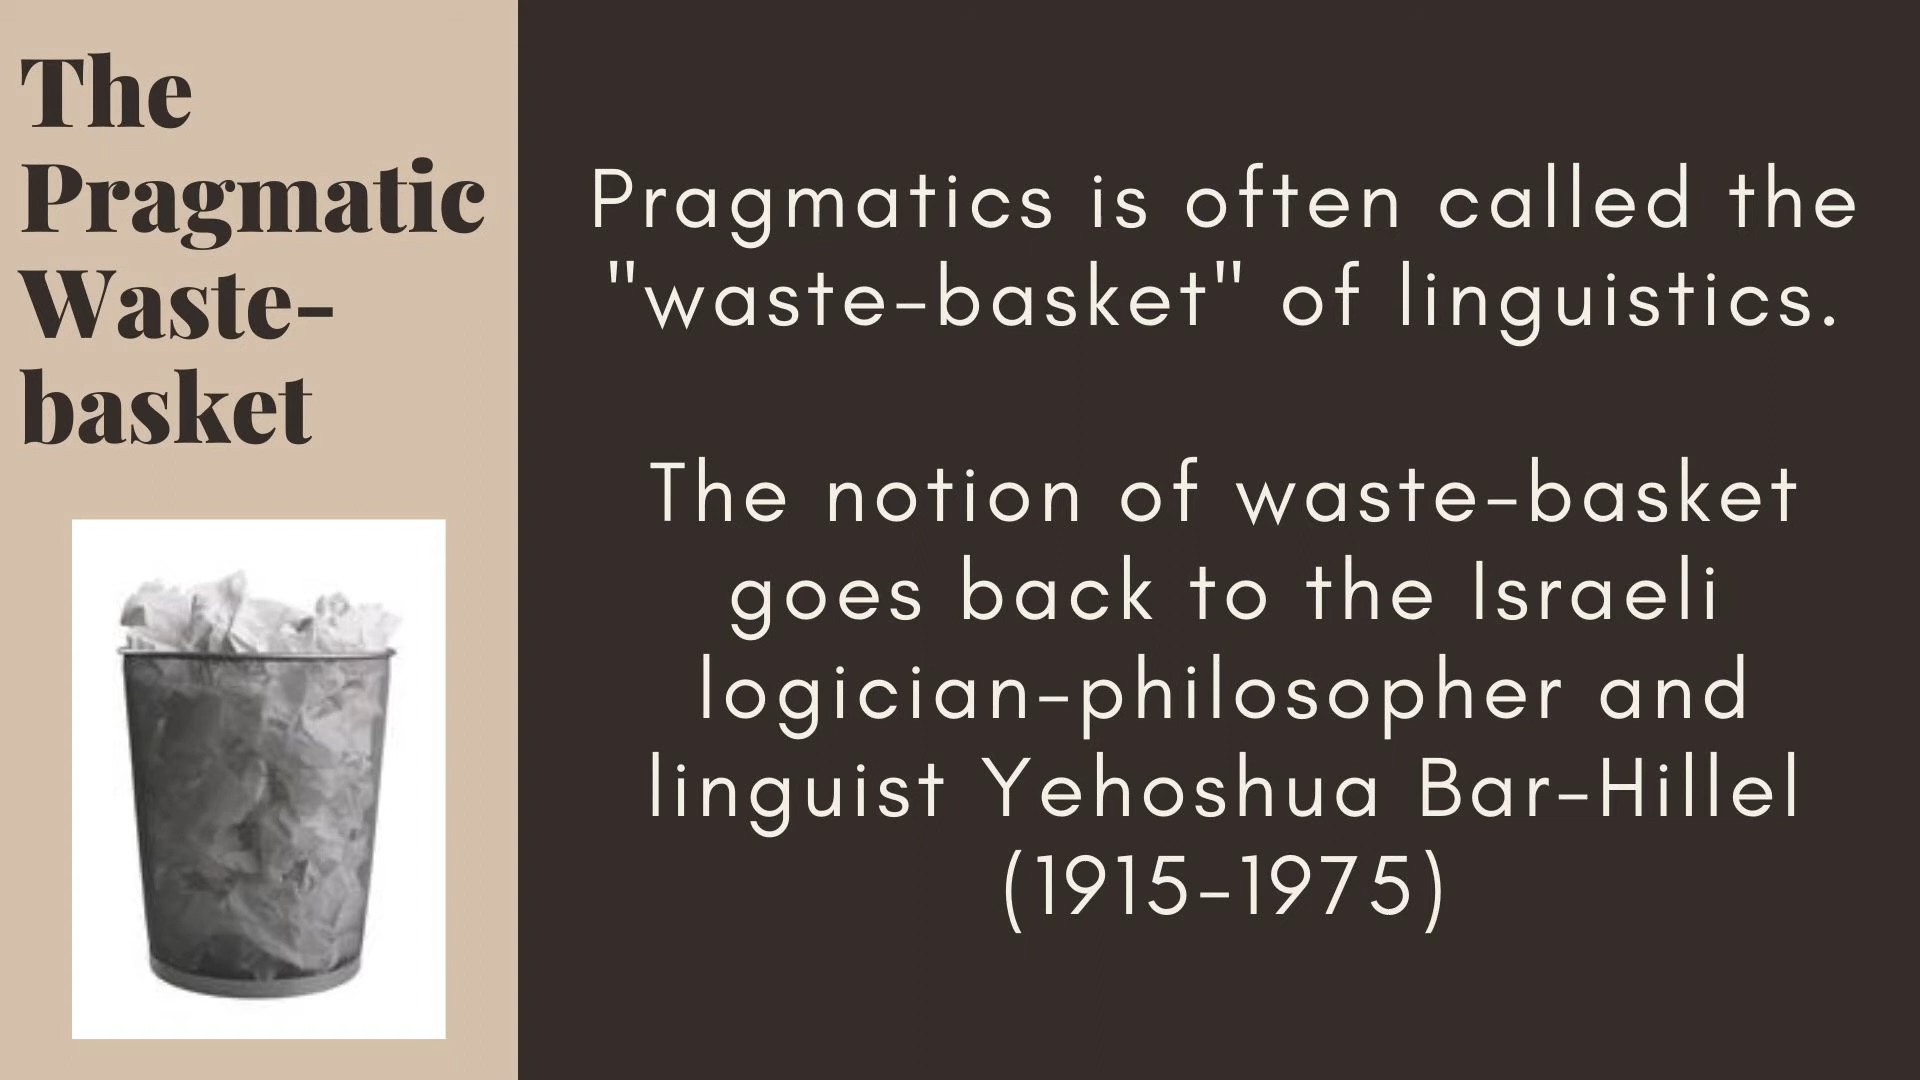 The
Pragmatic
Waste-
basket
Pragmatics is often called the
"waste-basket" of linguistics.
The notion of waste-basket
goes back to the Israeli
logician-philosopher and
linguist Yehoshua Bar-Hillel
(1915-1975)